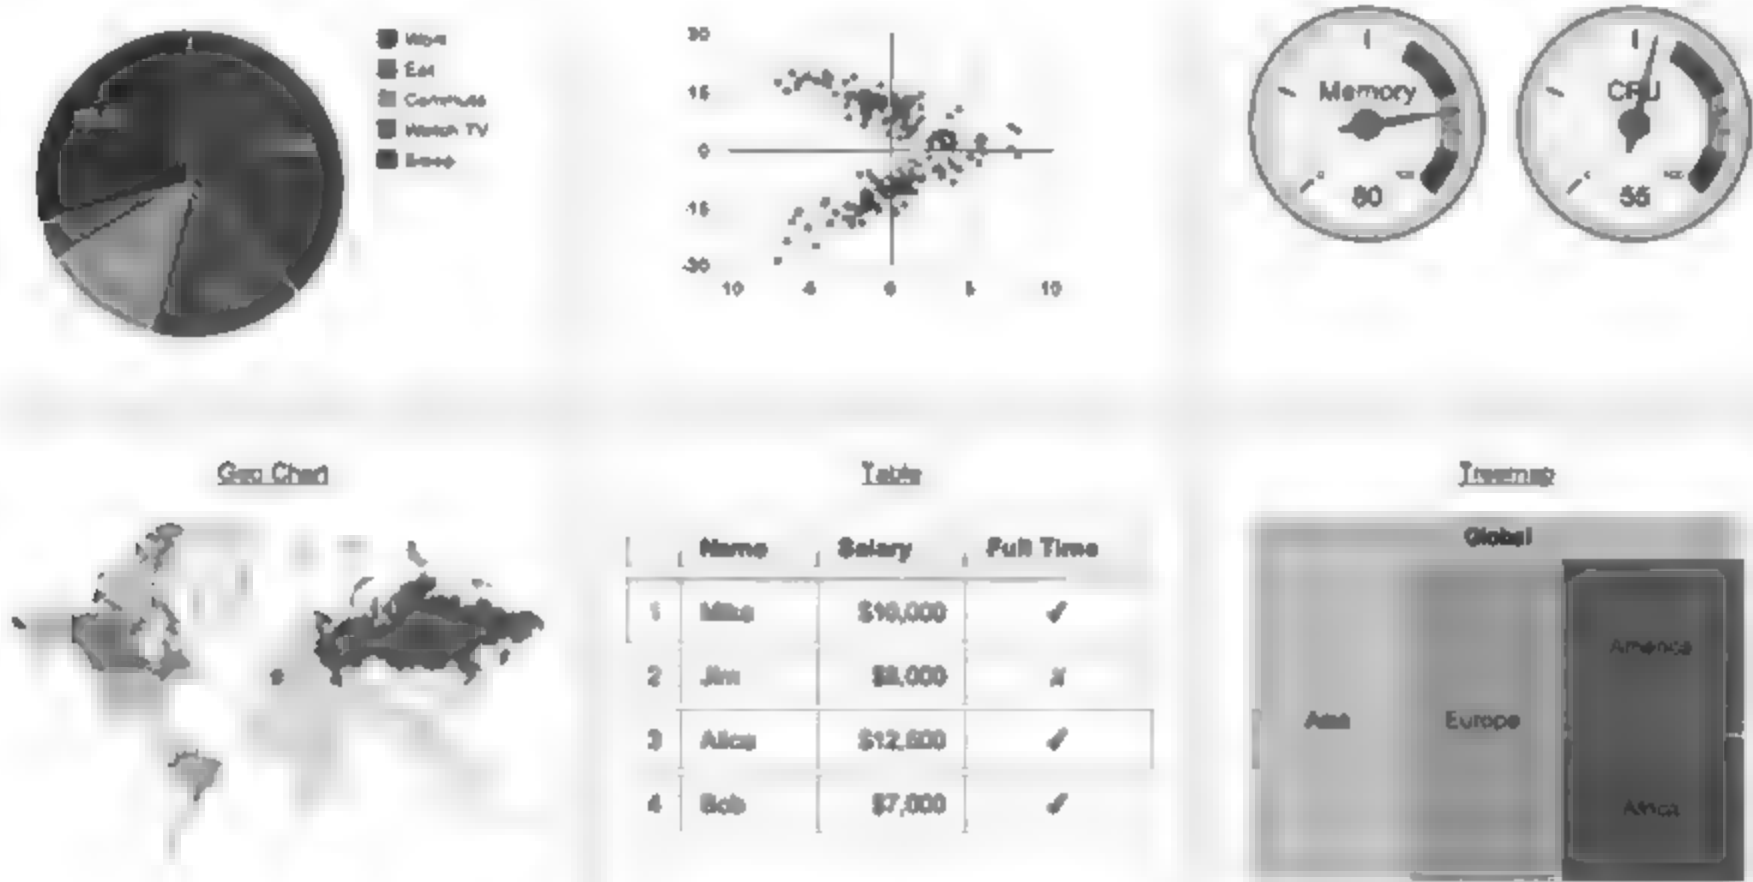 Work
Eat
Commute
Watch TV
Sleep
30
15
0
-15
-30
10
-5
0
5
10
Memory
80
CPU
55
Geo Chart
Table
Name Salary Full Time
1 Mike $10,000 ✔
2 Jim $8,000 ✘
3 Alice $12,500 ✔
4 Bob $7,000 ✔
Treemap
Global
Asia
Europe
America
Africa